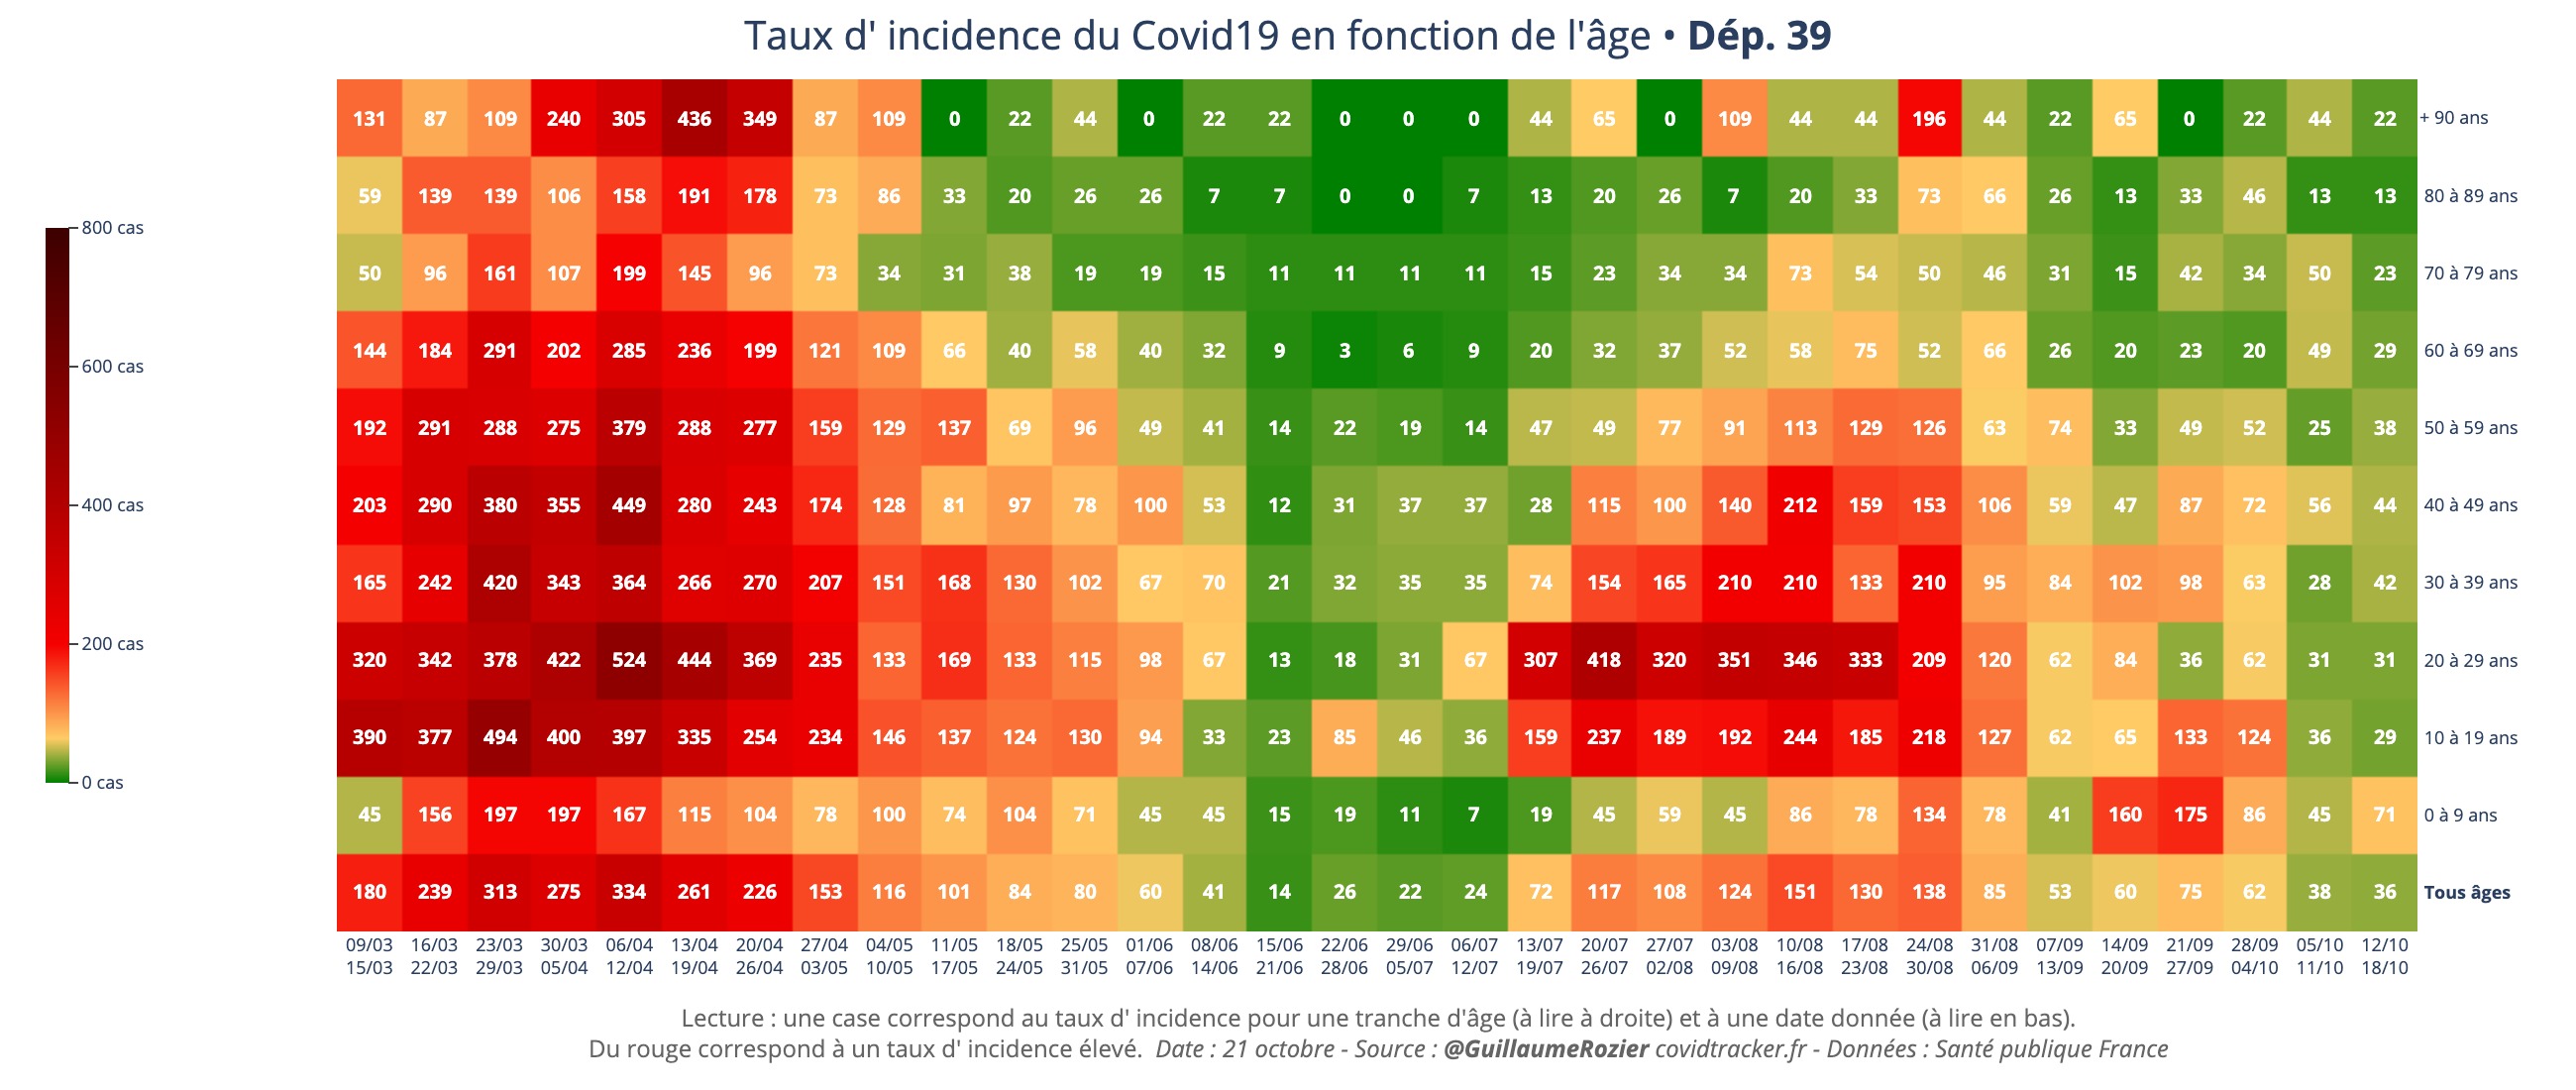 Taux d' incidence du Covid19 en fonction de l'âge • Dép. 39
131 87 109 240 305 436 349 87 109 0 22 44 0 22 22 0 0 0 44 65 0 109 44 44 196 44 22 65 0 22 44 22 + 90 ans
59 139 139 106 158 191 178 73 86 33 20 26 26 7 7 0 0 7 13 20 26 7 20 33 73 66 26 13 33 46 13 13 80 à 89 ans
50 96 161 107 199 145 96 73 34 31 38 19 19 15 11 11 11 11 15 23 34 34 73 54 50 46 31 15 42 34 50 23 70 à 79 ans
144 184 291 202 285 236 199 121 109 66 40 58 40 32 9 3 6 9 20 32 37 52 58 75 52 66 26 20 23 20 49 29 60 à 69 ans
192 291 288 275 379 288 277 159 129 137 69 96 49 41 14 22 19 14 47 49 77 91 113 129 126 63 74 33 49 52 25 38 50 à 59 ans
203 290 380 355 449 280 243 174 128 81 97 78 100 53 12 31 37 37 28 115 100 140 212 159 153 106 59 47 87 72 56 44 40 à 49 ans
165 242 420 343 364 266 270 207 151 168 130 102 67 70 21 32 35 35 74 154 165 210 210 133 210 95 84 102 98 63 28 42 30 à 39 ans
320 342 378 422 524 444 369 235 133 169 133 115 98 67 13 18 31 67 307 418 320 351 346 333 209 120 62 84 36 62 31 31 20 à 29 ans
390 377 494 400 397 335 254 234 146 137 124 130 94 33 23 85 46 36 159 237 189 192 244 185 218 127 62 65 133 124 36 29 10 à 19 ans
45 156 197 197 167 115 104 78 100 74 104 71 45 45 15 19 11 7 19 45 59 45 86 78 134 78 41 160 175 86 45 71 0 à 9 ans
180 239 313 275 334 261 226 153 116 101 84 80 60 41 14 26 22 24 72 117 108 124 151 130 138 85 53 60 75 62 38 36 Tous âges
09/03 16/03 23/03 30/03 06/04 13/04 20/04 27/04 04/05 11/05 18/05 25/05 01/06 08/06 15/06 22/06 29/06 06/07 13/07 20/07 27/07 03/08 10/08 17/08 24/08 31/08 07/09 14/09 21/09 28/09 05/10 12/10
15/03 22/03 29/03 05/04 12/04 19/04 26/04 03/05 10/05 17/05 24/05 31/05 07/06 14/06 21/06 28/06 05/07 12/07 19/07 26/07 02/08 09/08 16/08 23/08 30/08 06/09 13/09 20/09 27/09 04/10 11/10 18/10
800 cas
600 cas
400 cas
200 cas
0 cas
Lecture : une case correspond au taux d' incidence pour une tranche d'âge (à lire à droite) et à une date donnée (à lire en bas).
Du rouge correspond à un taux d' incidence élevé. Date : 21 octobre - Source : @GuillaumeRozier covidtracker.fr - Données : Santé publique France